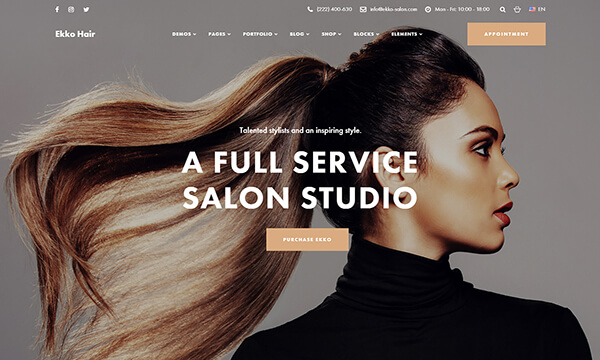 (222) 400-630 info@ekko-salon.com Mon - Fri: 10:00 - 18:00 EN
Ekko Hair DEMOS PAGES PORTFOLIO BLOG SHOP BLOCKS ELEMENTS APPOINTMENT
Talented stylists and an inspiring style.
A FULL SERVICE
SALON STUDIO
PURCHASE EKKO